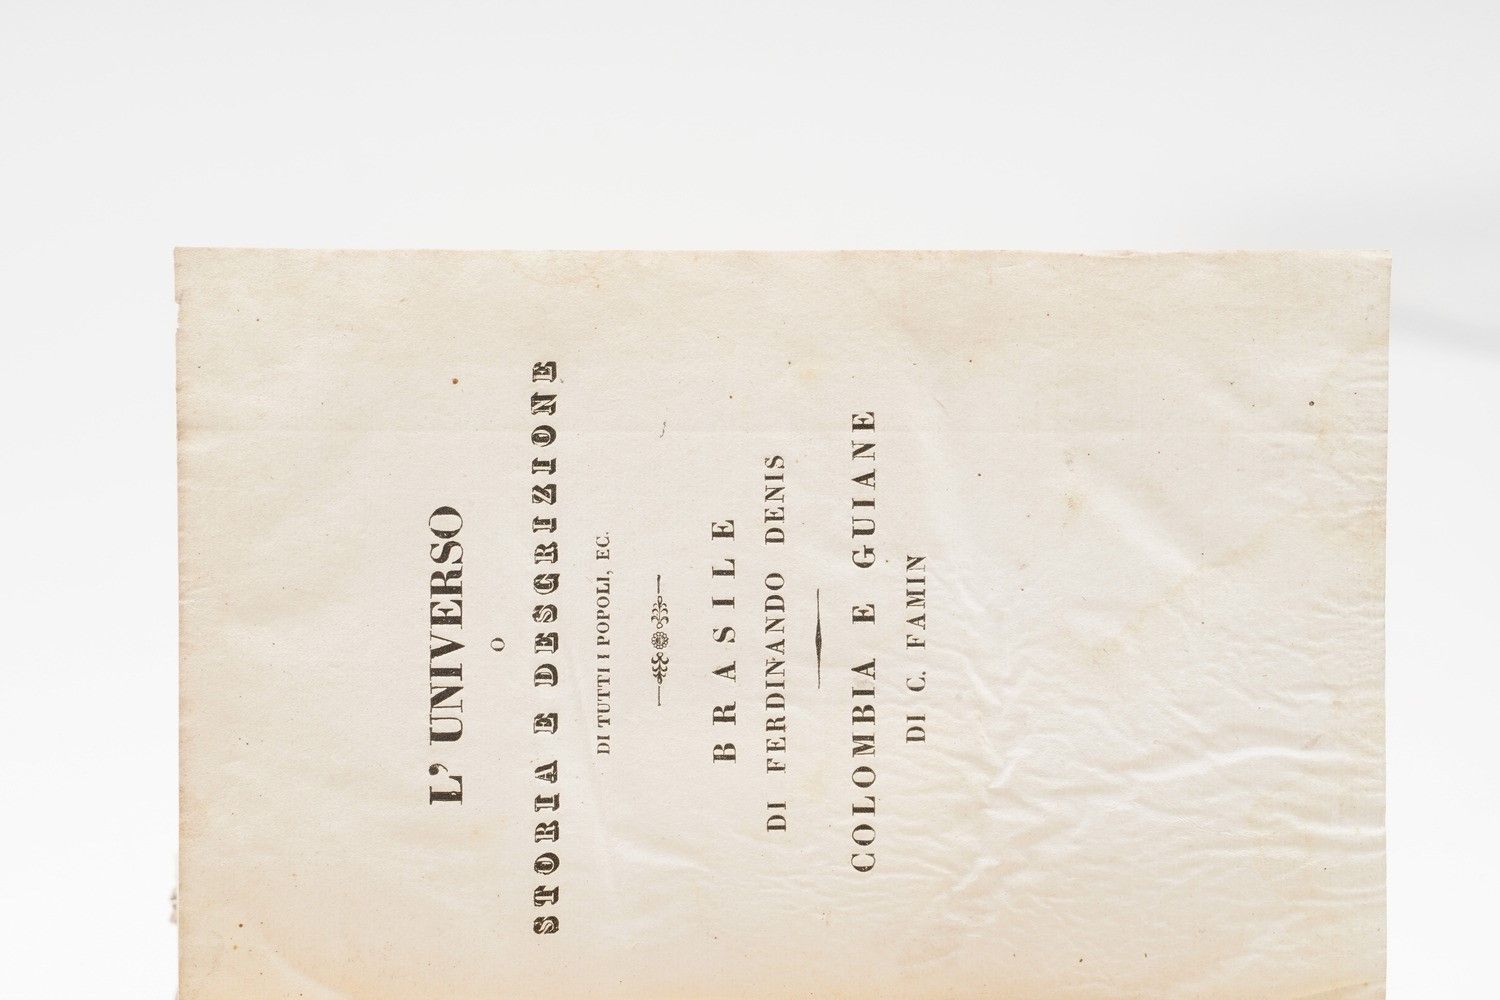 L' UNIVERSO
O
STORIA E DESCRIZIONE
DI TUTTI I POPOLI, EC.
BRASILE
DI FERDINANDO DENIS
COLOMBIA E GUIANE
DI C. FAMIN